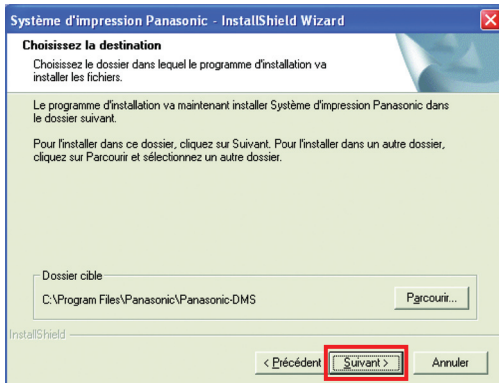 Système d'impression Panasonic - InstallShield Wizard
Choisissez la destination
Choisissez le dossier dans lequel le programme d'installation va
installer les fichiers.
Le programme d'installation va maintenant installer Système d'impression Panasonic dans
le dossier suivant.
Pour l'installer dans ce dossier, cliquez sur Suivant. Pour l'installer dans un autre dossier,
cliquez sur Parcourir et sélectionnez un autre dossier.
Dossier cible
C:\Program Files\Panasonic\Panasonic-DMS
Parcourir...
InstallShield
< Précédent
Suivant >
Annuler